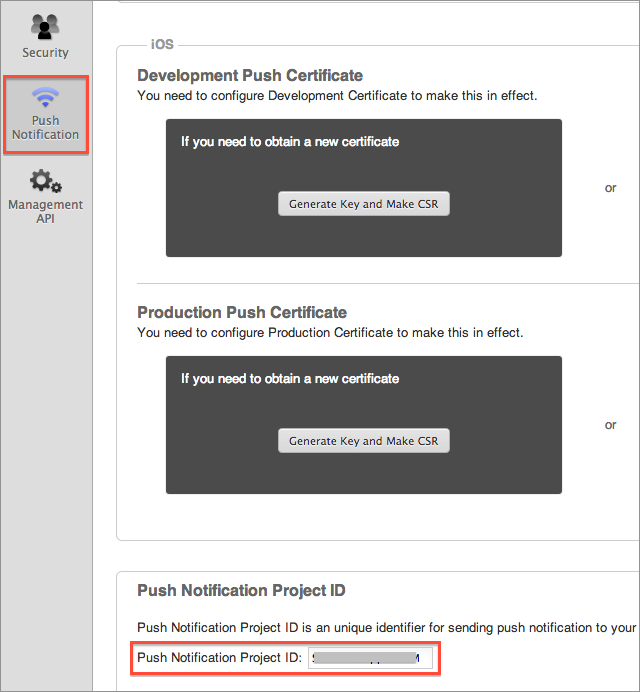 Security
Push
Notification
Management
API
iOS
Development Push Certificate
You need to configure Development Certificate to make this in effect.
If you need to obtain a new certificate
Generate Key and Make CSR
or
Production Push Certificate
You need to configure Production Certificate to make this in effect.
If you need to obtain a new certificate
Generate Key and Make CSR
or
Push Notification Project ID
Push Notification Project ID is an unique identifier for sending push notification to your
Push Notification Project ID: